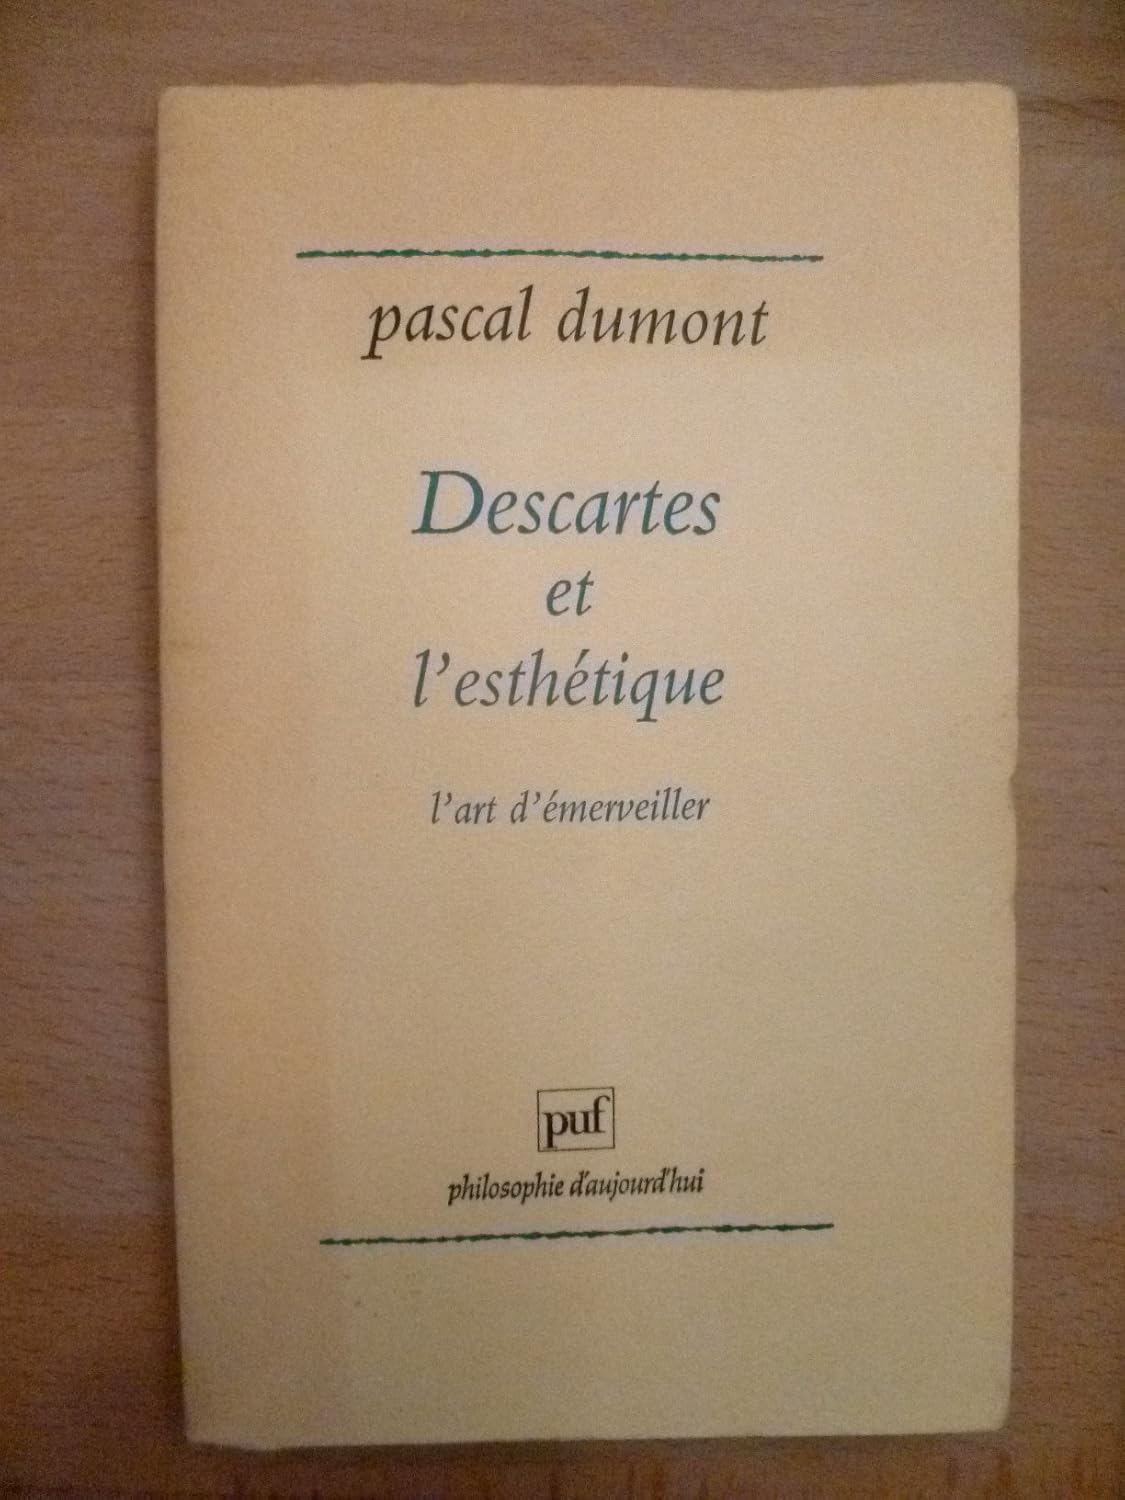 pascal dumont
Descartes
et
l'esthétique
l'art d'émerveiller
puf
philosophie d'aujourd'hui